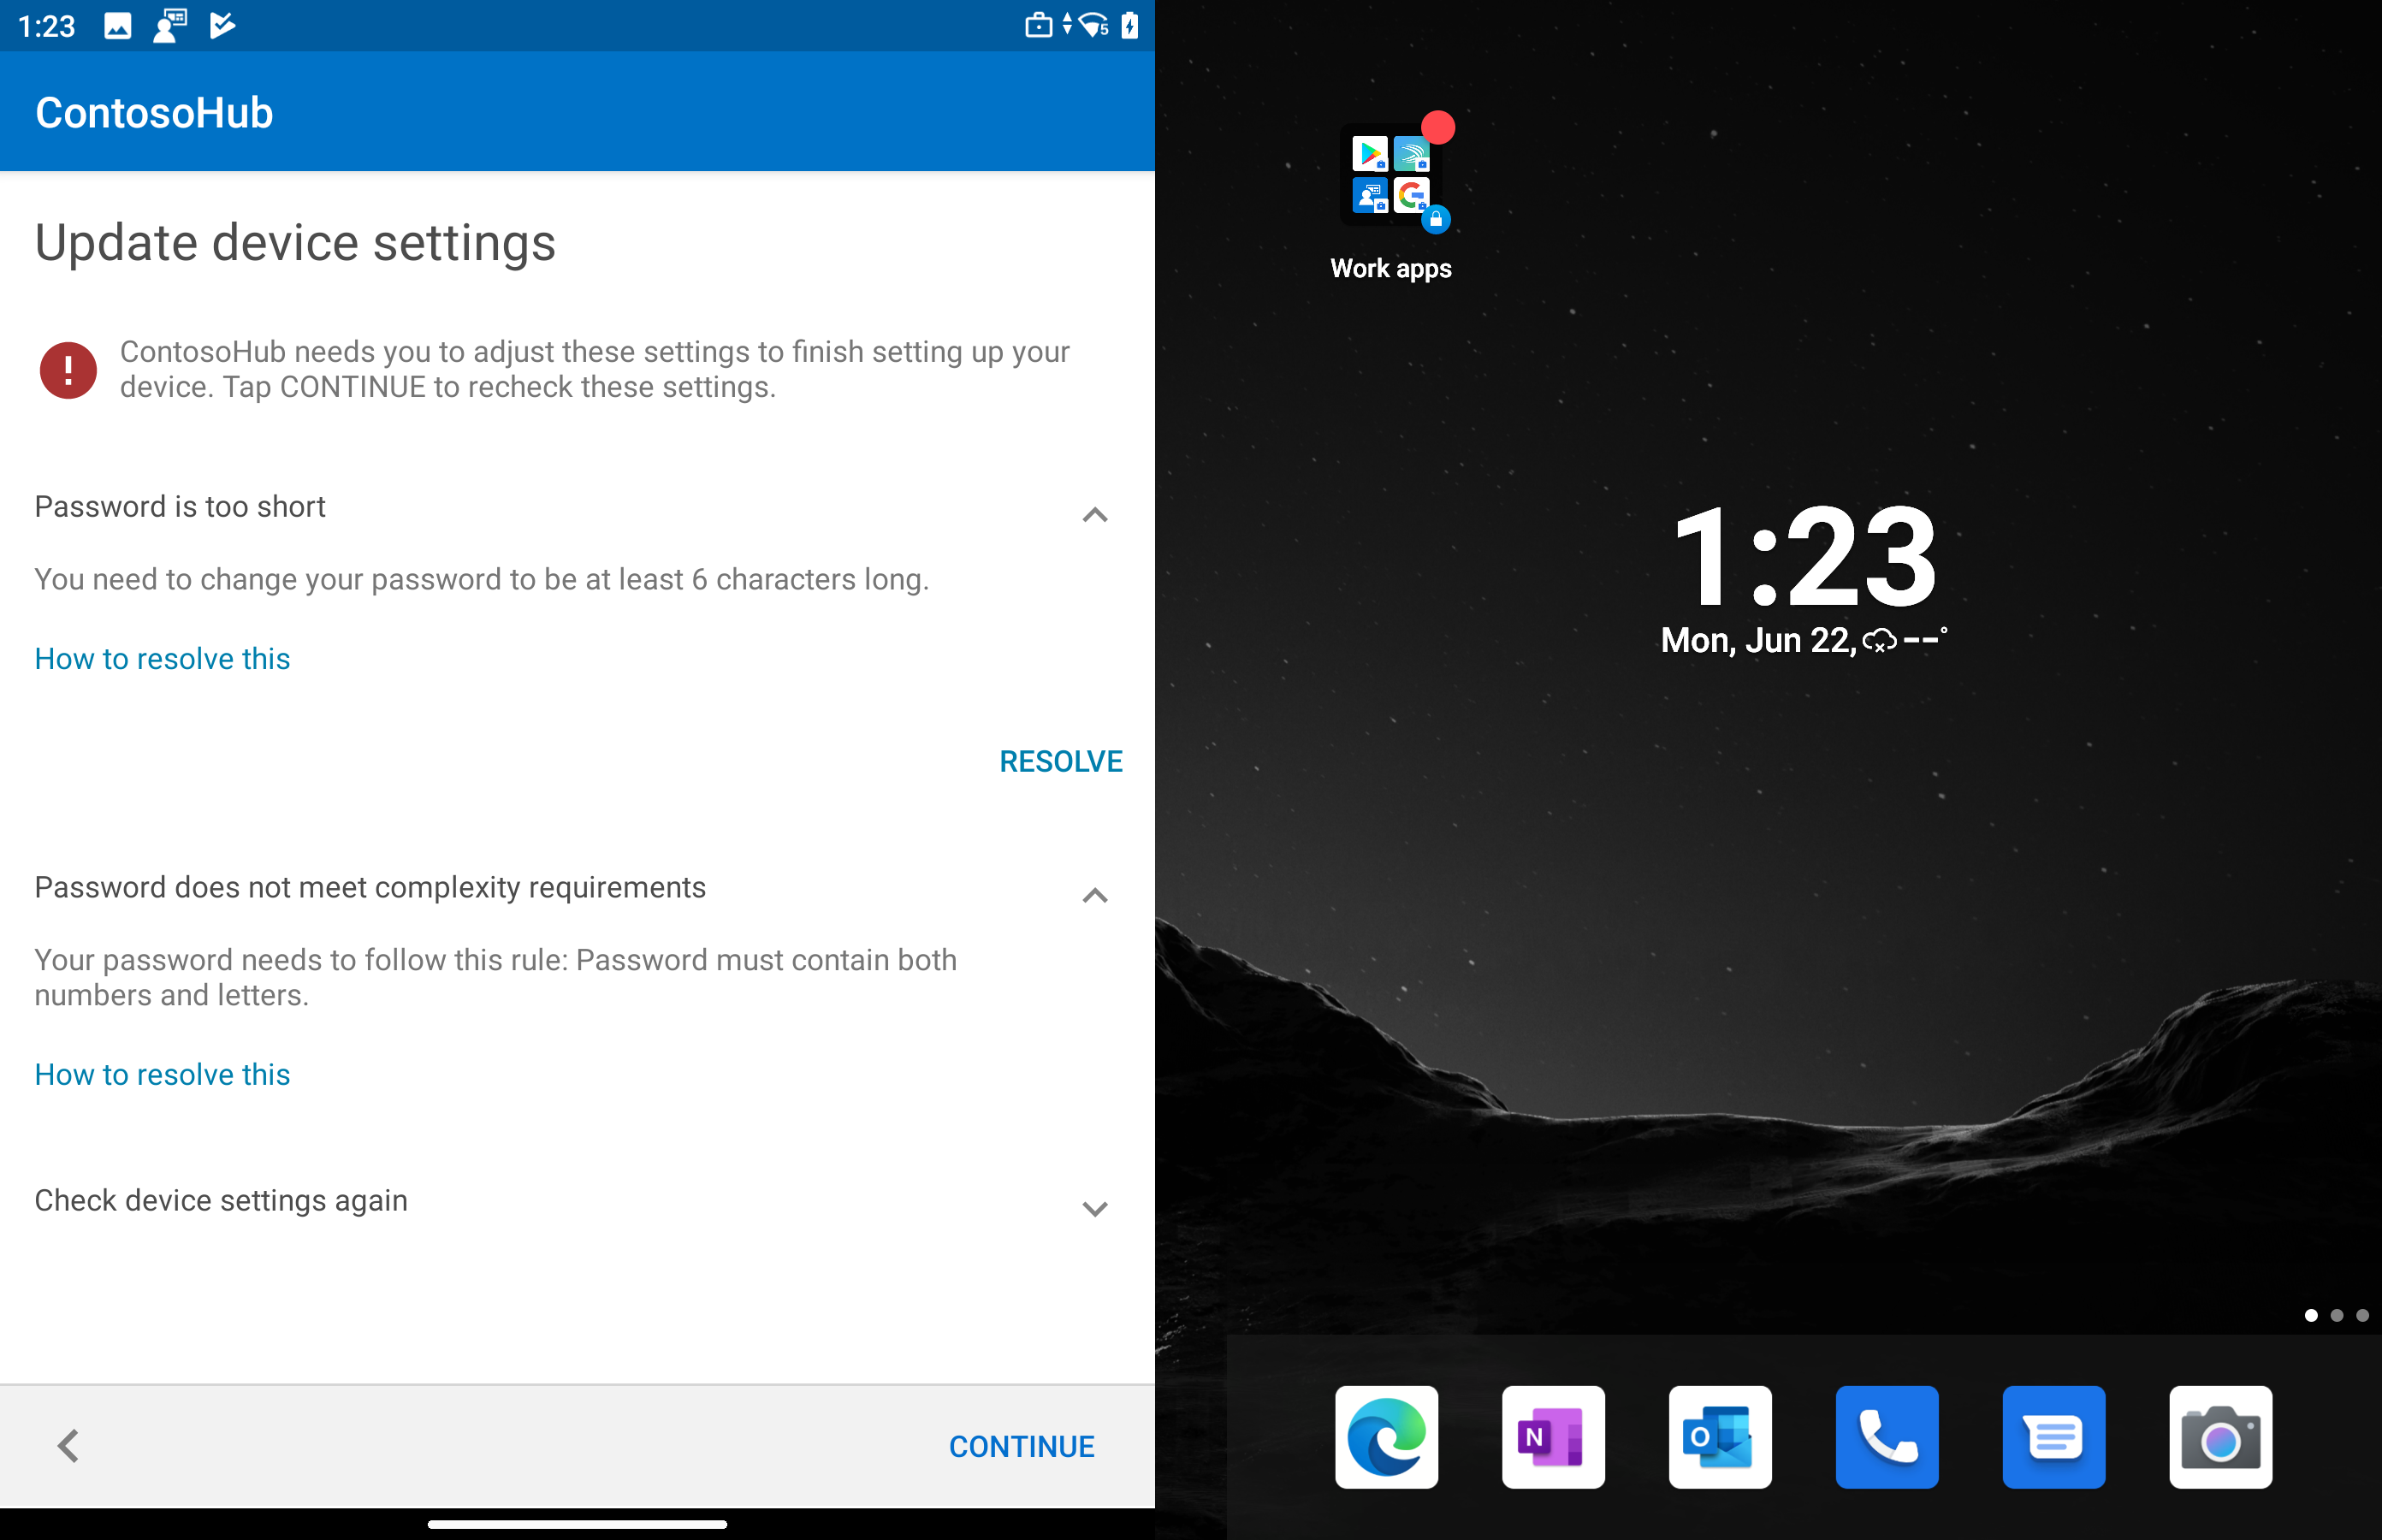 1:23
5
ContosoHub
Update device settings
!
ContosoHub needs you to adjust these settings to finish setting up your
device. Tap CONTINUE to recheck these settings.
Password is too short
You need to change your password to be at least 6 characters long.
How to resolve this
RESOLVE
Password does not meet complexity requirements
Your password needs to follow this rule: Password must contain both
numbers and letters.
How to resolve this
Check device settings again
CONTINUE
G
Work apps
1:23
Mon, Jun 22, --°
N
O